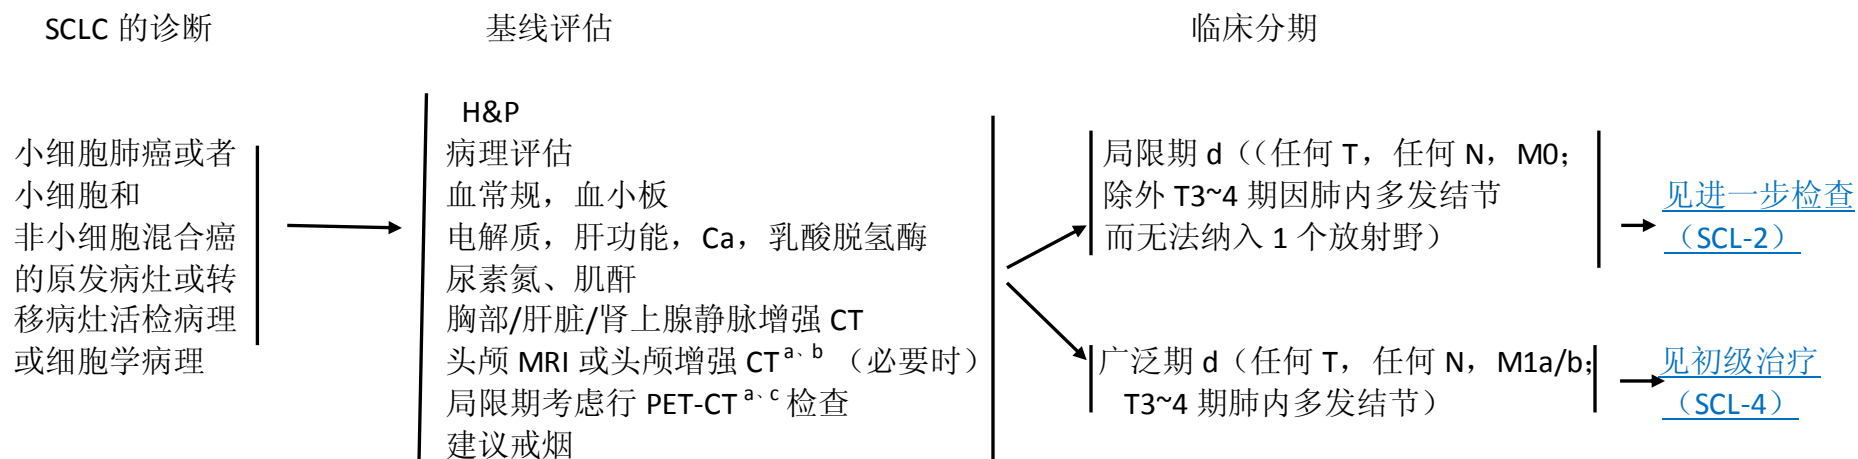 SCLC 的诊断
基线评估
临床分期
小细胞肺癌或者
小细胞和
非小细胞混合癌
的原发病灶或转
移病灶活检病理
或细胞学病理
H&P
病理评估
血常规，血小板
电解质，肝功能，Ca，乳酸脱氢酶
尿素氮、肌酐
胸部/肝脏/肾上腺静脉增强 CT
头颅 MRI 或头颅增强 CT a、b （必要时）
局限期考虑行 PET-CT a、c 检查
建议戒烟
局限期 d（(任何 T，任何 N，M0；
除外 T3~4 期因肺内多发结节
而无法纳入 1 个放射野）
广泛期 d（任何 T，任何 N，M1a/b；
T3~4 期肺内多发结节）
见进一步检查
（SCL-2）
见初级治疗
（SCL-4）